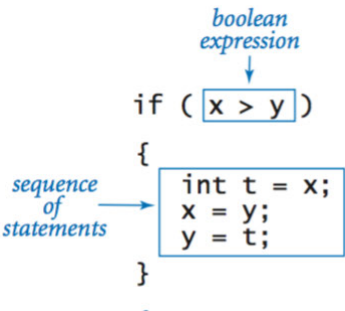 boolean
expression
if ( x > y )
{
sequence
of
statements
int t = x;
x = y;
y = t;
}